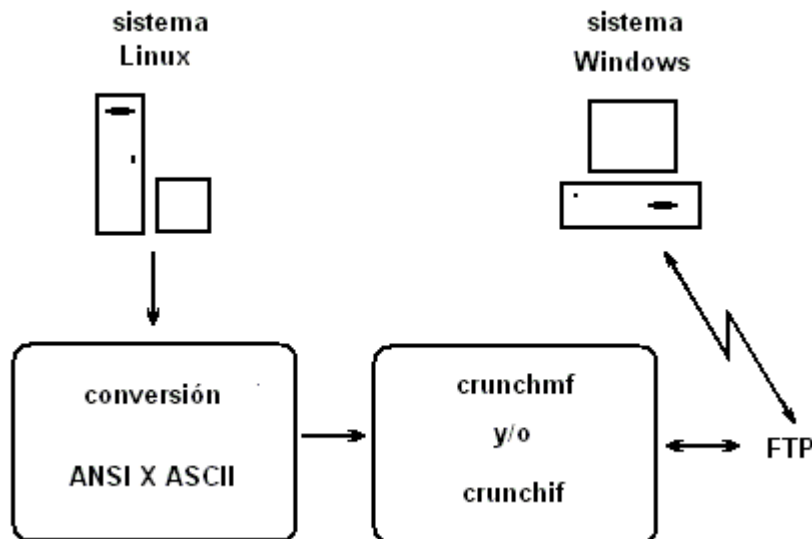 sistema
Linux
sistema
Windows
conversión
ANSI X ASCII
crunchmf
y/o
crunchif
FTP